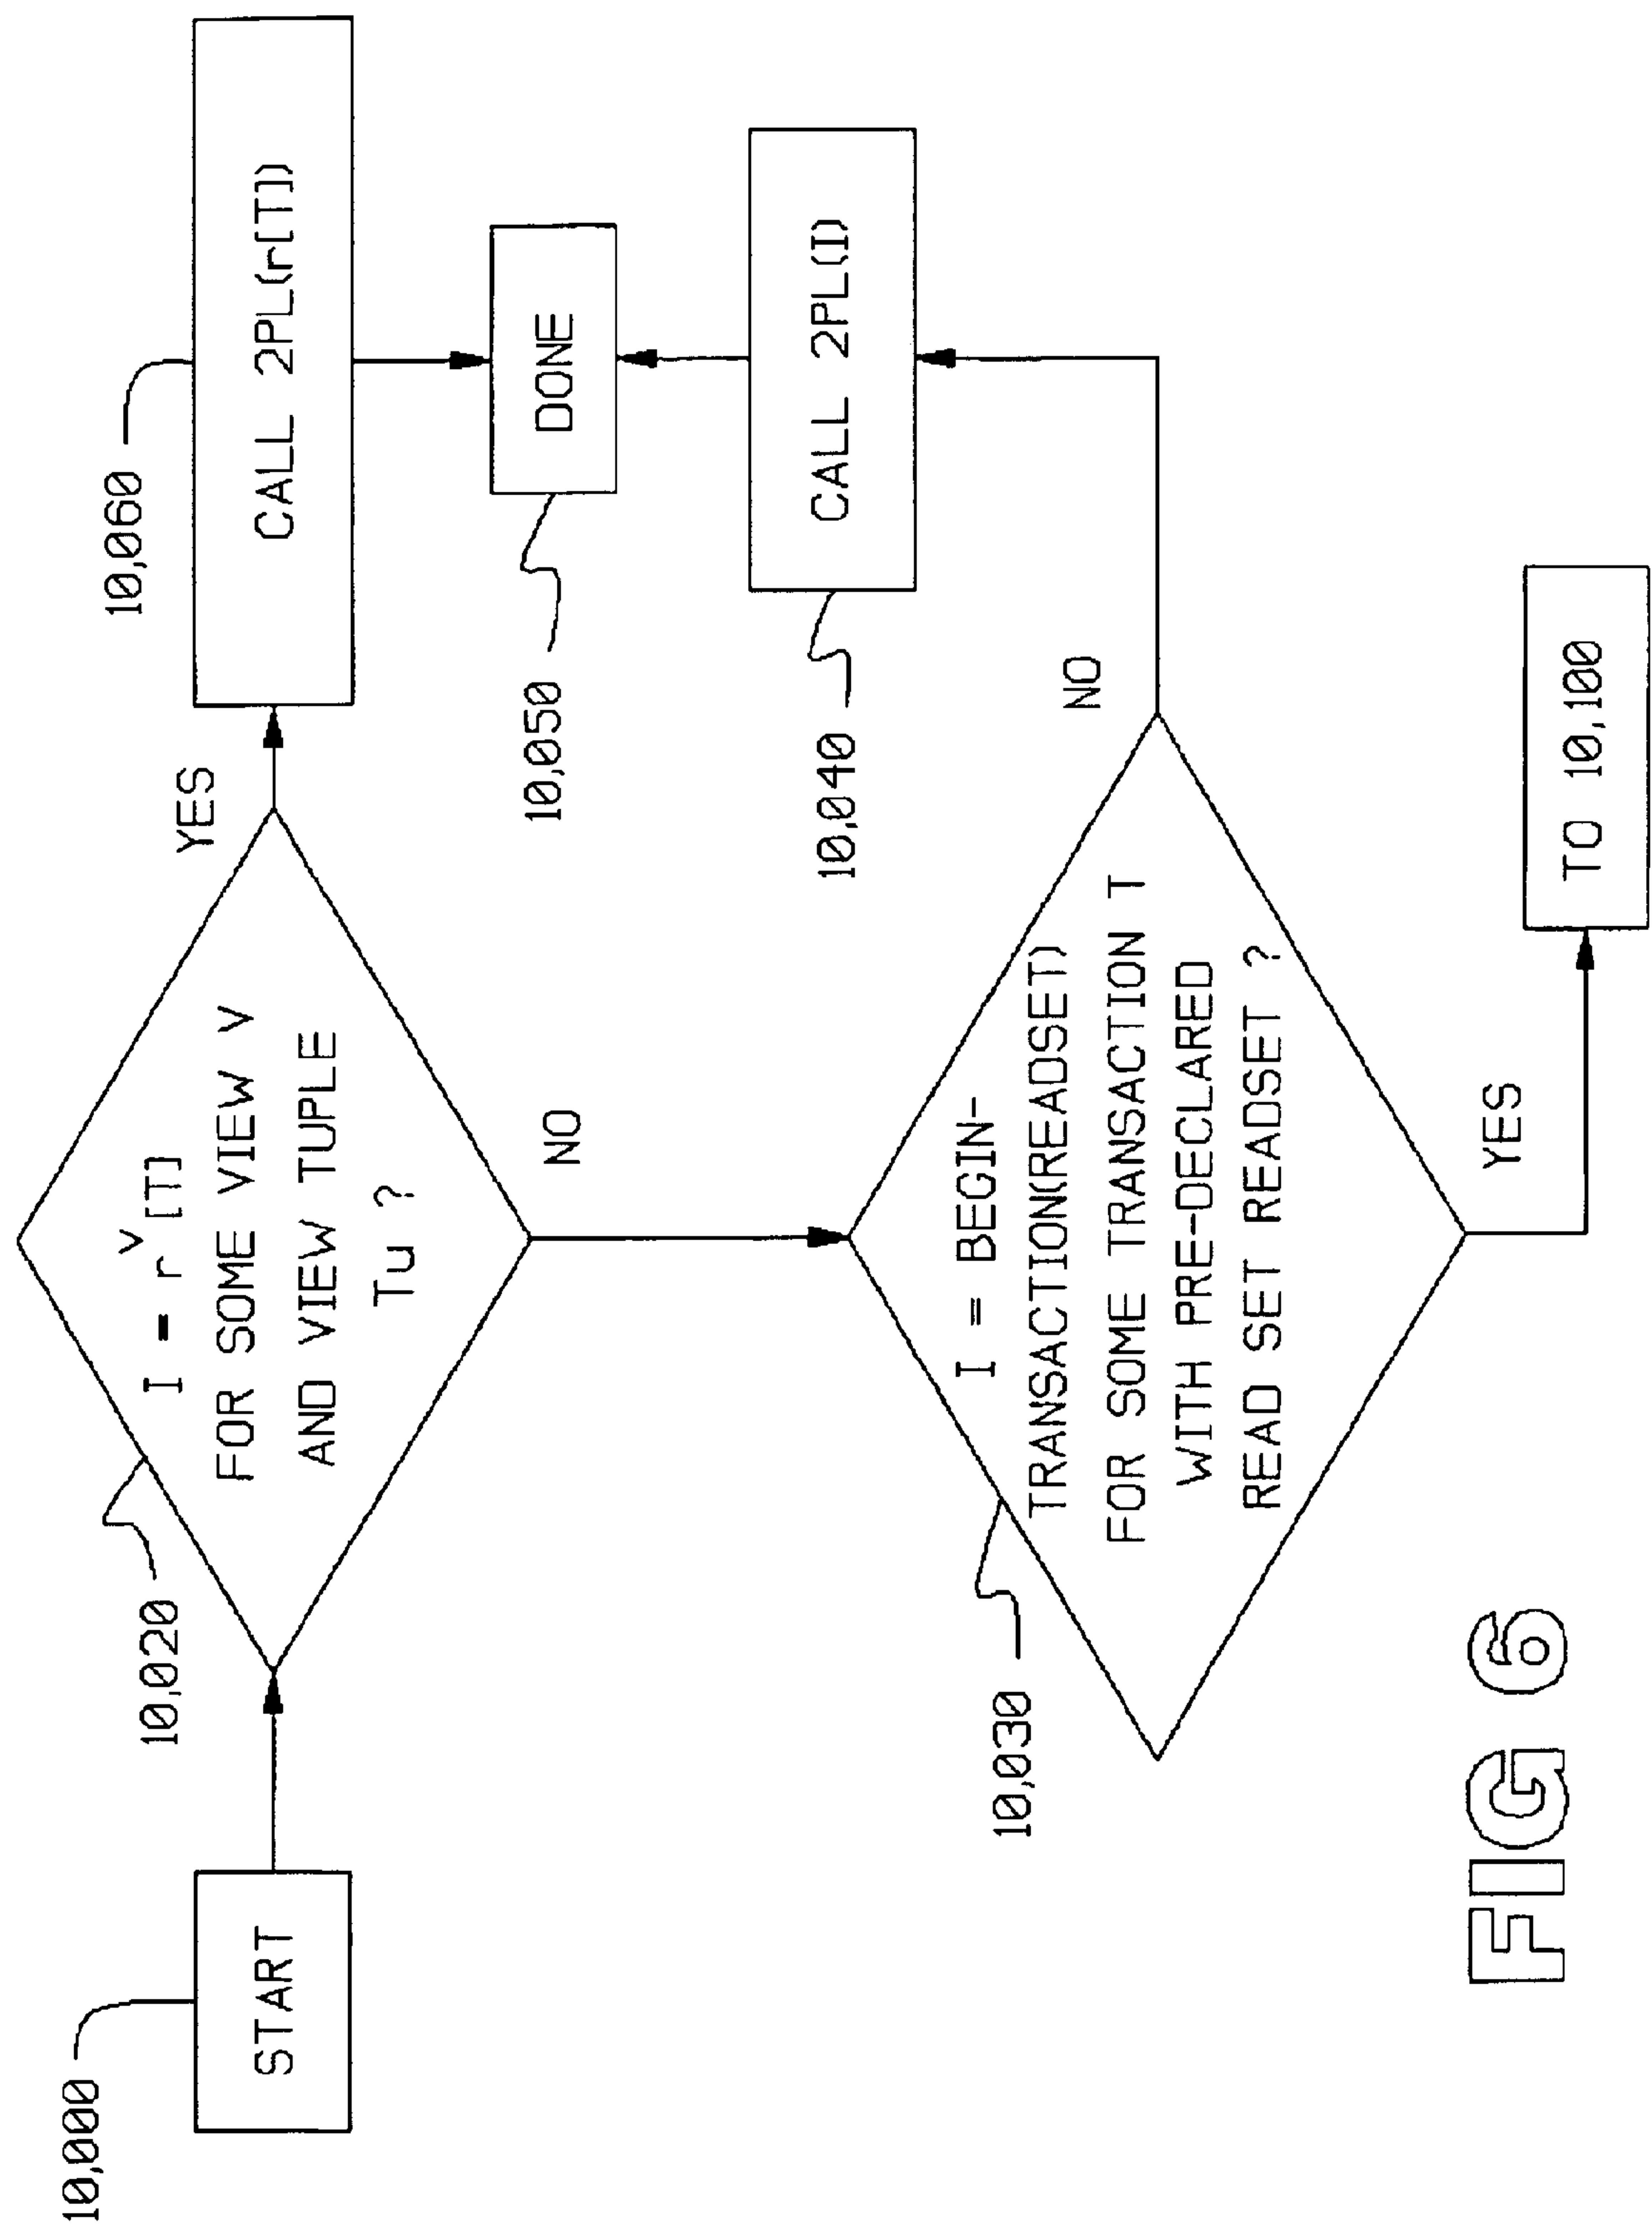 10,000
START
10,020
I = r^V[T]
FOR SOME VIEW V
AND VIEW TUPLE
Tu ?
YES
10,060
CALL 2PL(r[T])
NO
10,050
DONE
10,040
CALL 2PL(I)
10,030
I = BEGIN-
TRANSACTION(READSET)
FOR SOME TRANSACTION T
WITH PRE-DECLARED
READ SET READSET ?
NO
YES
TO 10,100
FIG 6